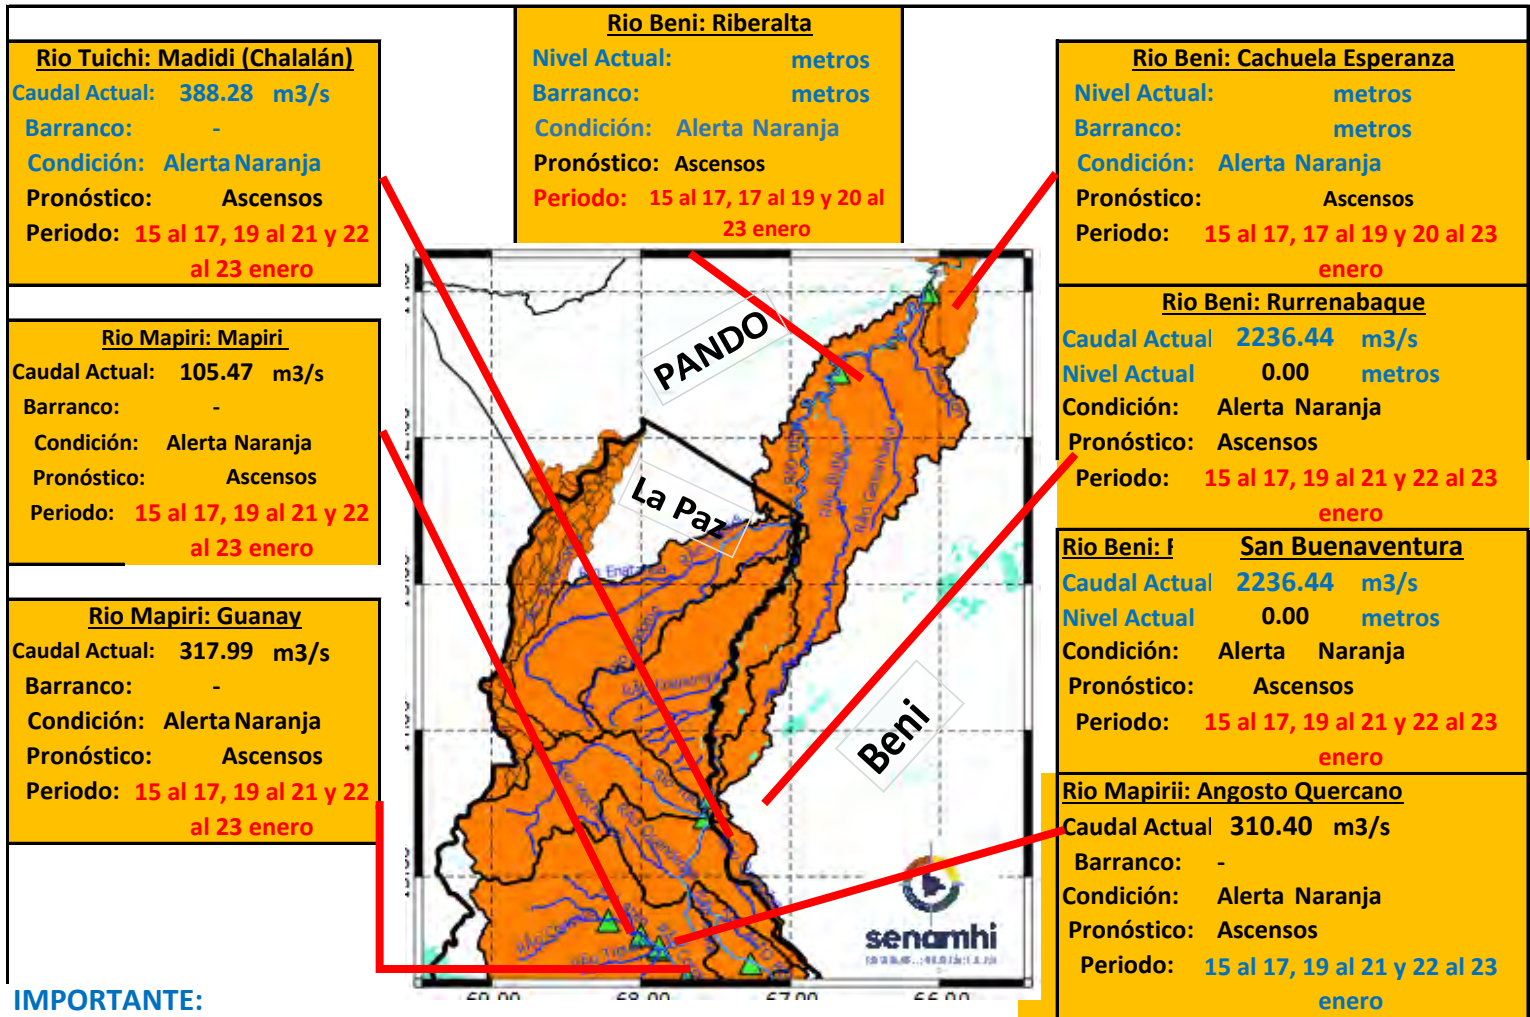 Rio Tuichi: Madidi (Chalalán)
Caudal Actual: 388.28 m3/s
Barranco: -
Condición: Alerta Naranja
Pronóstico: Ascensos
Periodo: 15 al 17, 19 al 21 y 22
al 23 enero
Rio Mapiri: Mapiri
Caudal Actual: 105.47 m3/s
Barranco: -
Condición: Alerta Naranja
Pronóstico: Ascensos
Periodo: 15 al 17, 19 al 21 y 22
al 23 enero
Rio Mapiri: Guanay
Caudal Actual: 317.99 m3/s
Barranco: -
Condición: Alerta Naranja
Pronóstico: Ascensos
Periodo: 15 al 17, 19 al 21 y 22
al 23 enero
IMPORTANTE:
Rio Beni: Riberalta
Nivel Actual: metros
Barranco: metros
Condición: Alerta Naranja
Pronóstico: Ascensos
Periodo: 15 al 17, 17 al 19 y 20 al
23 enero
PANDO
La Paz
Beni
senamhi
68.00
67.00
66.00
Rio Beni: Cachuela Esperanza
Nivel Actual: metros
Barranco: metros
Condición: Alerta Naranja
Pronóstico: Ascensos
Periodo: 15 al 17, 17 al 19 y 20 al 23
enero
Rio Beni: Rurrenabaque
Caudal Actual 2236.44 m3/s
Nivel Actual 0.00 metros
Condición: Alerta Naranja
Pronóstico: Ascensos
Periodo: 15 al 17, 19 al 21 y 22 al 23
enero
Rio Beni: San Buenaventura
Caudal Actual 2236.44 m3/s
Nivel Actual 0.00 metros
Condición: Alerta Naranja
Pronóstico: Ascensos
Periodo: 15 al 17, 19 al 21 y 22 al 23
enero
Rio Mapirii: Angosto Quercano
Caudal Actual 310.40 m3/s
Barranco: -
Condición: Alerta Naranja
Pronóstico: Ascensos
Periodo: 15 al 17, 19 al 21 y 22 al 23
enero